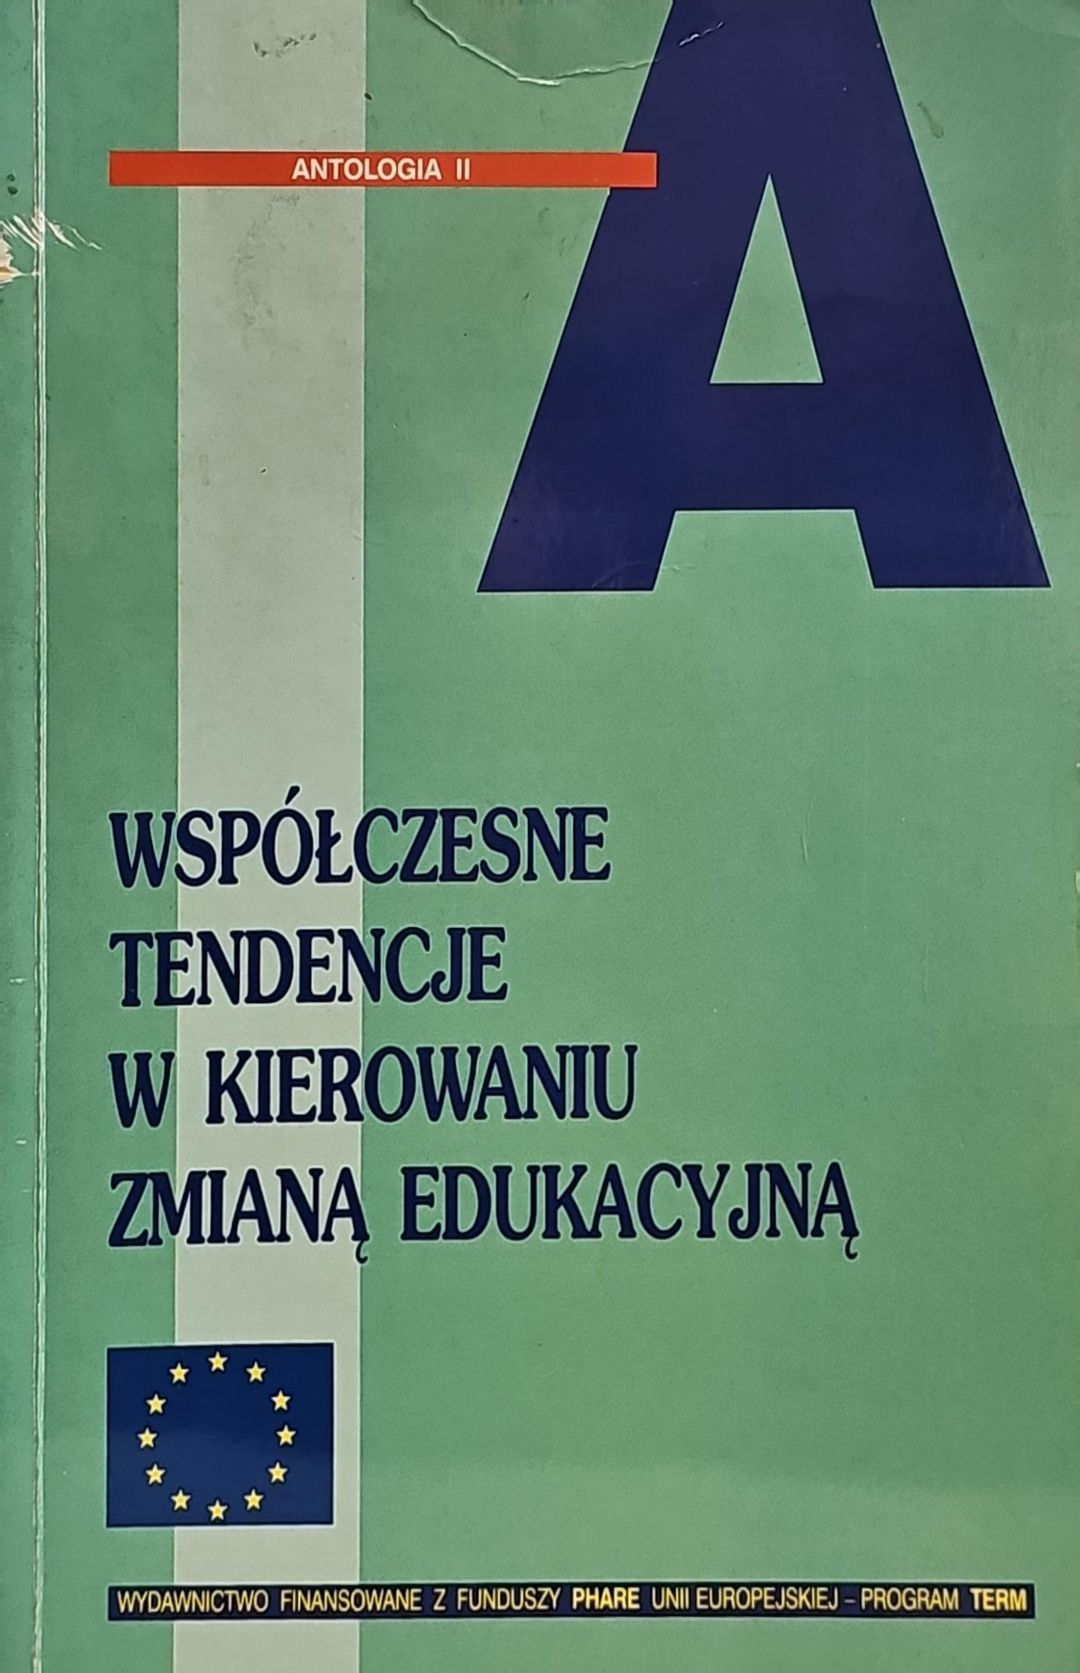 A
ANTOLOGIA II
WSPÓŁCZESNE
TENDENCJE
W KIEROWANIU
ZMIANĄ EDUKACYJNĄ
WYDAWNICTWO FINANSOWANE Z FUNDUSZY PHARE UNII EUROPEJSKIEJ – PROGRAM TERM